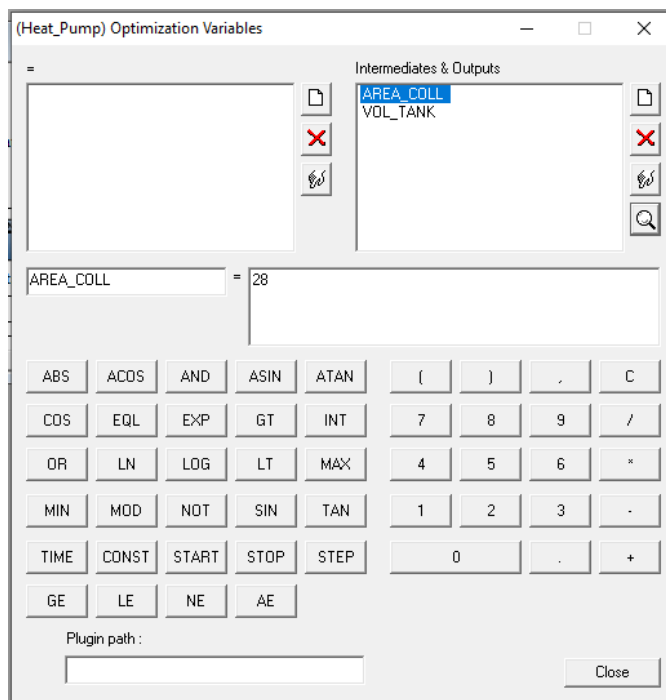 (Heat_Pump) Optimization Variables
=
Intermediates & Outputs
AREA_COLL
VOL_TANK
AREA_COLL = 28
ABS ACOS AND ASIN ATAN ( ) , C
COS EQL EXP GT INT 7 8 9 /
OR LN LOG LT MAX 4 5 6 *
MIN MOD NOT SIN TAN 1 2 3 -
TIME CONST START STOP STEP 0 . +
GE LE NE AE
Plugin path :
Close